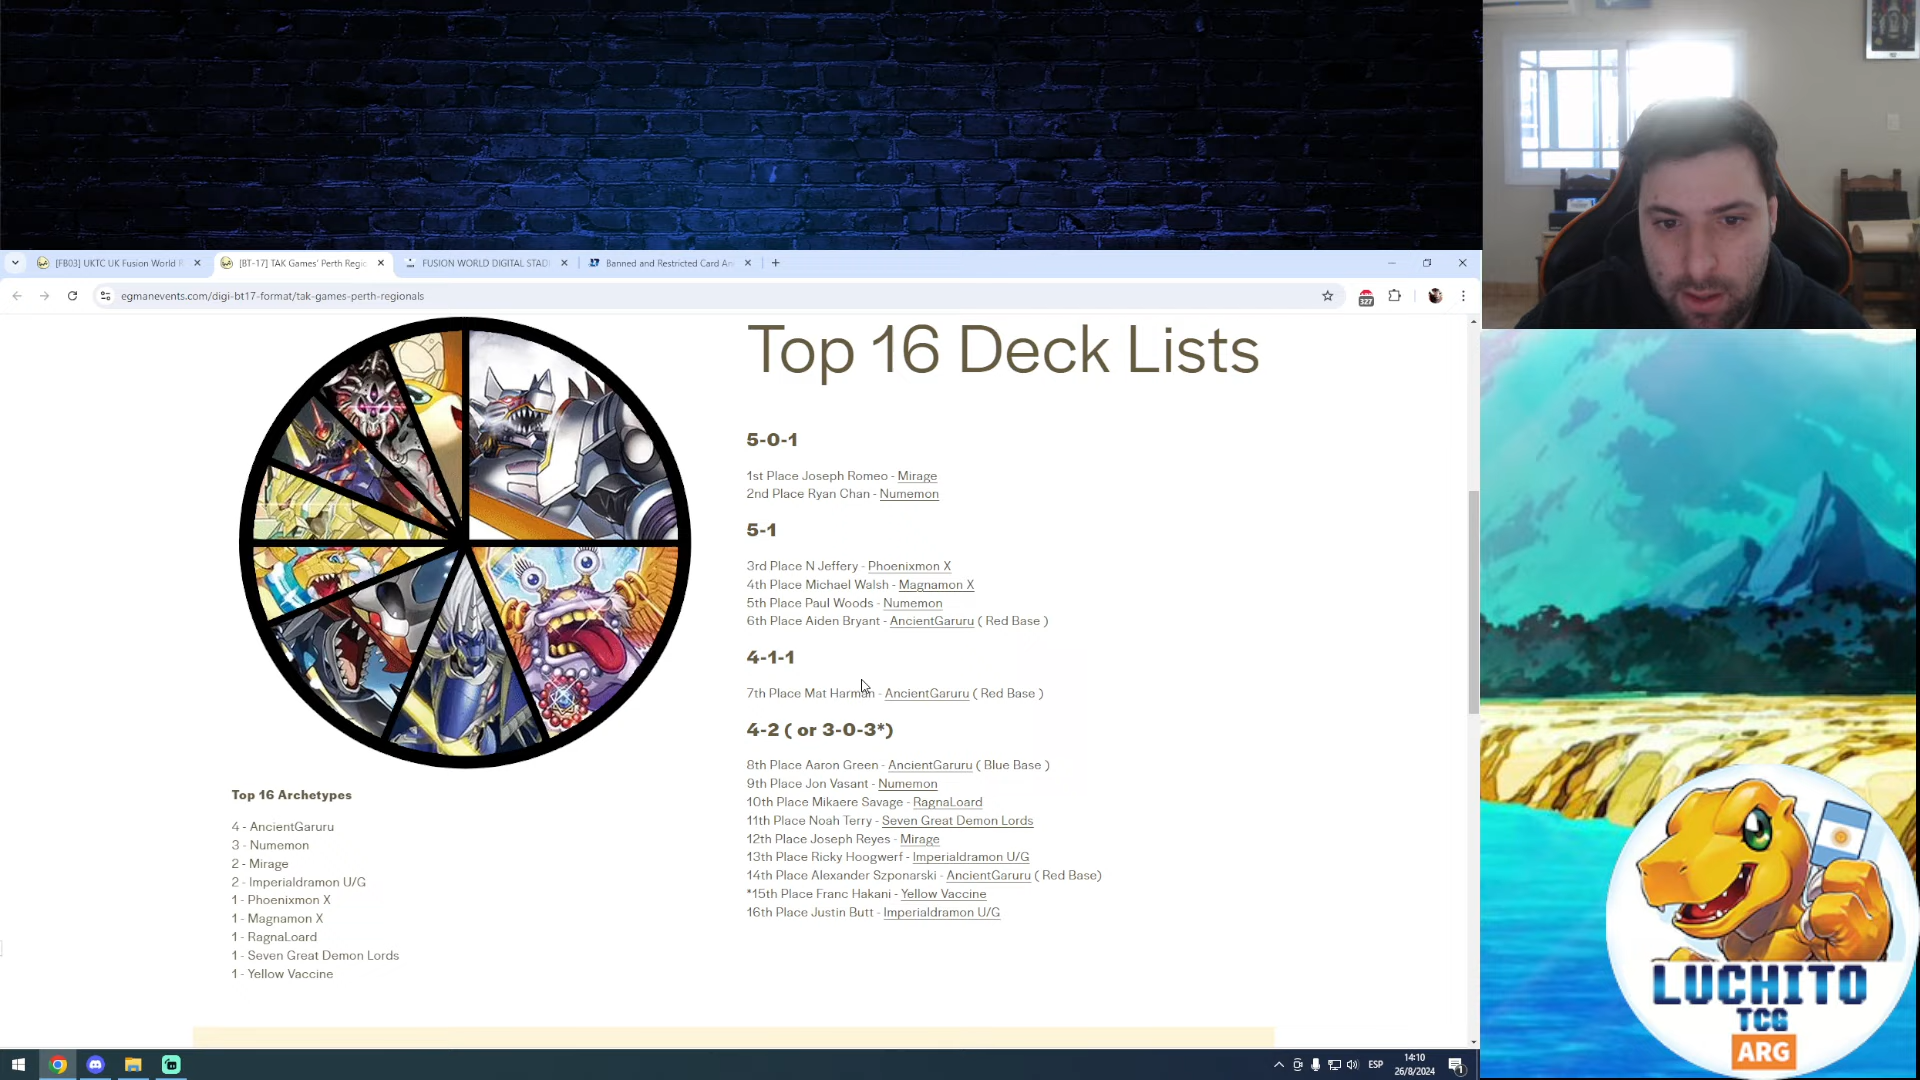 [FB03] UKTC UK Fusion World
[BT-17] TAK Games' Perth Regio
FUSION WORLD DIGITAL STADI
Banned and Restricted Card An
egmanevents.com/digi-bt17-format/tak-games-perth-regionals
327
Top 16 Deck Lists
5-0-1
1st Place Joseph Romeo - Mirage
2nd Place Ryan Chan - Numemon
5-1
3rd Place N Jeffery - Phoenixmon X
4th Place Michael Walsh - Magnamon X
5th Place Paul Woods - Numemon
6th Place Aiden Bryant - AncientGaruru ( Red Base )
4-1-1
7th Place Mat Harman - AncientGaruru ( Red Base )
4-2 ( or 3-0-3*)
8th Place Aaron Green - AncientGaruru ( Blue Base )
9th Place Jon Vasant - Numemon
10th Place Mikaere Savage - RagnaLoard
11th Place Noah Terry - Seven Great Demon Lords
12th Place Joseph Reyes - Mirage
13th Place Ricky Hoogwerf - Imperialdramon U/G
14th Place Alexander Szponarski - AncientGaruru ( Red Base)
*15th Place Franc Hakani - Yellow Vaccine
16th Place Justin Butt - Imperialdramon U/G
Top 16 Archetypes
4 - AncientGaruru
3 - Numemon
2 - Mirage
2 - Imperialdramon U/G
1 - Phoenixmon X
1 - Magnamon X
1 - RagnaLoard
1 - Seven Great Demon Lords
1 - Yellow Vaccine
LUCHITO
TCG
ARG
ESP
14:10
26/8/2024
1